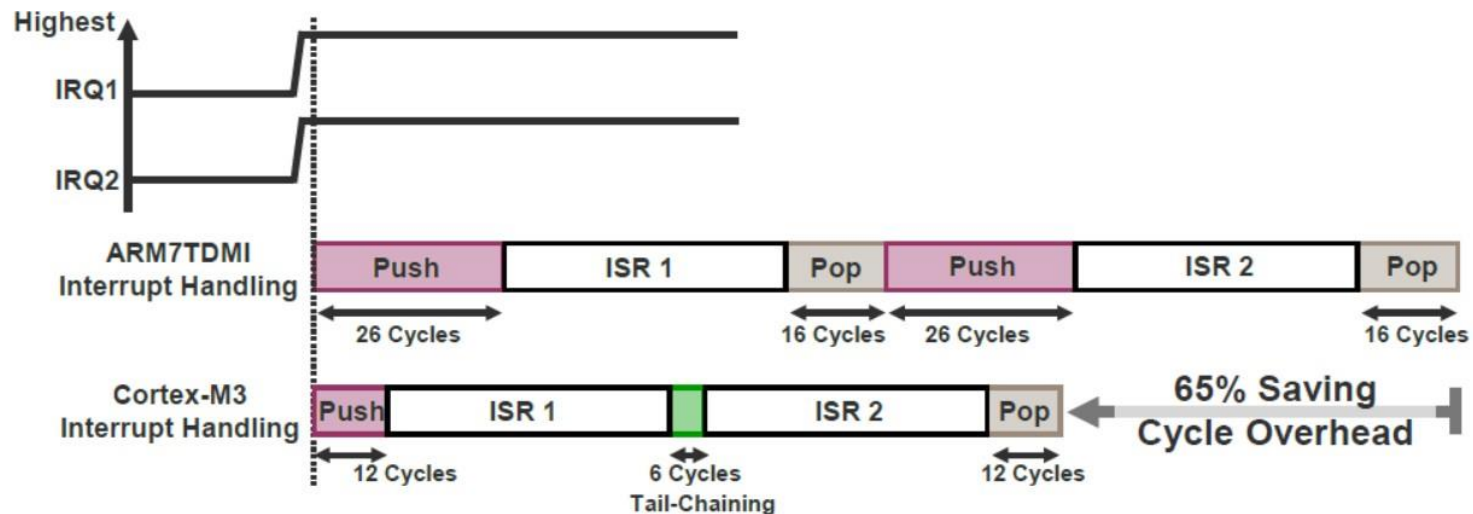 Highest
IRQ1
IRQ2
ARM7TDMI
Interrupt Handling
Push
ISR 1
Pop
Push
ISR 2
Pop
26 Cycles
16 Cycles
26 Cycles
16 Cycles
Cortex-M3
Interrupt Handling
Push
ISR 1
ISR 2
Pop
65% Saving
Cycle Overhead
12 Cycles
6 Cycles
Tail-Chaining
12 Cycles